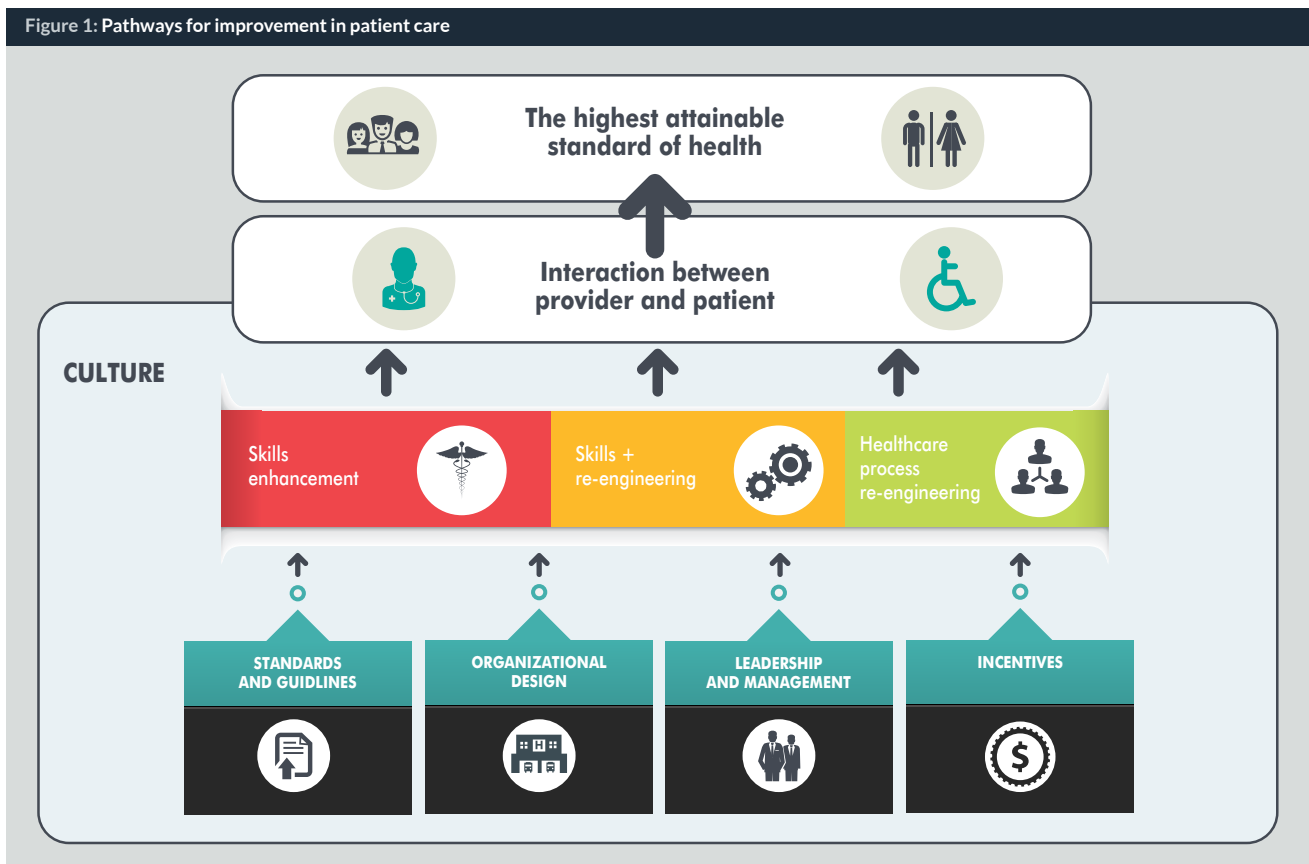 Figure 1: Pathways for improvement in patient care
The highest attainable
standard of health
Interaction between
provider and patient
CULTURE
Skills
enhancement
Skills +
re-engineering
Healthcare
process
re-engineering
STANDARDS
AND GUIDLINES
ORGANIZATIONAL
DESIGN
LEADERSHIP
AND MANAGEMENT
INCENTIVES
H
$